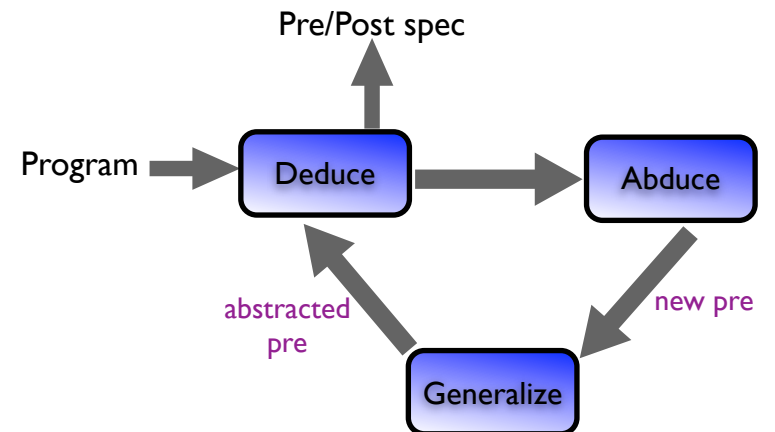 Pre/Post spec
Program
Deduce
Abduce
abstracted
pre
new pre
Generalize